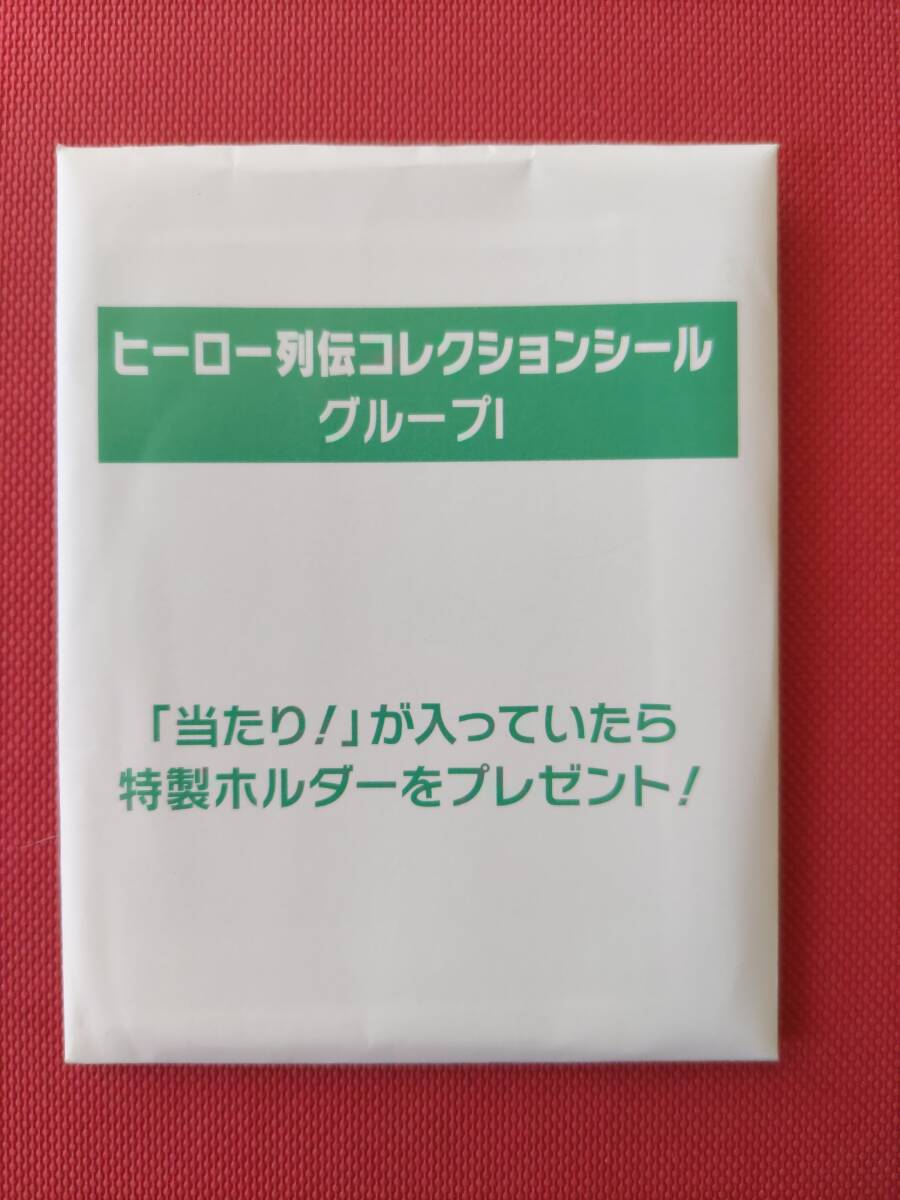 ヒーロー列伝コレクションシール
グループI
「当たり!」が入っていたら
特製ホルダーをプレゼント!